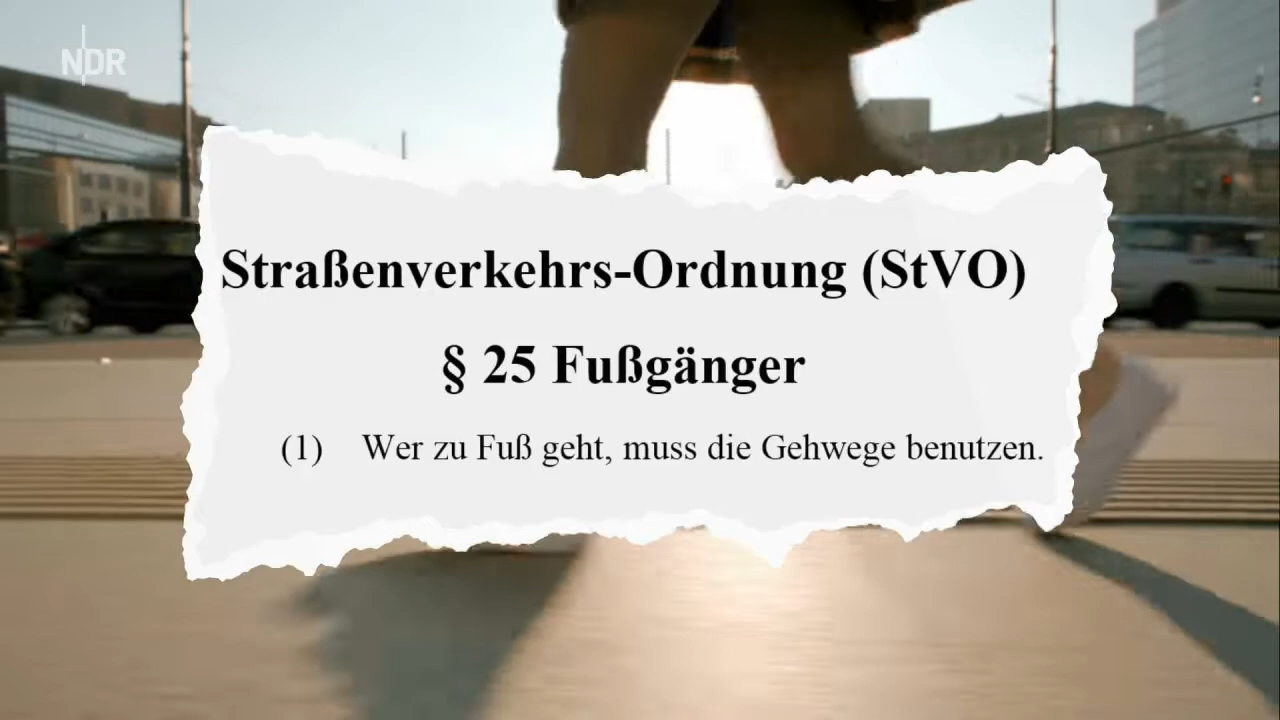 NDR
Straßenverkehrs-Ordnung (StVO)
§ 25 Fußgänger
(1) Wer zu Fuß geht, muss die Gehwege benutzen.